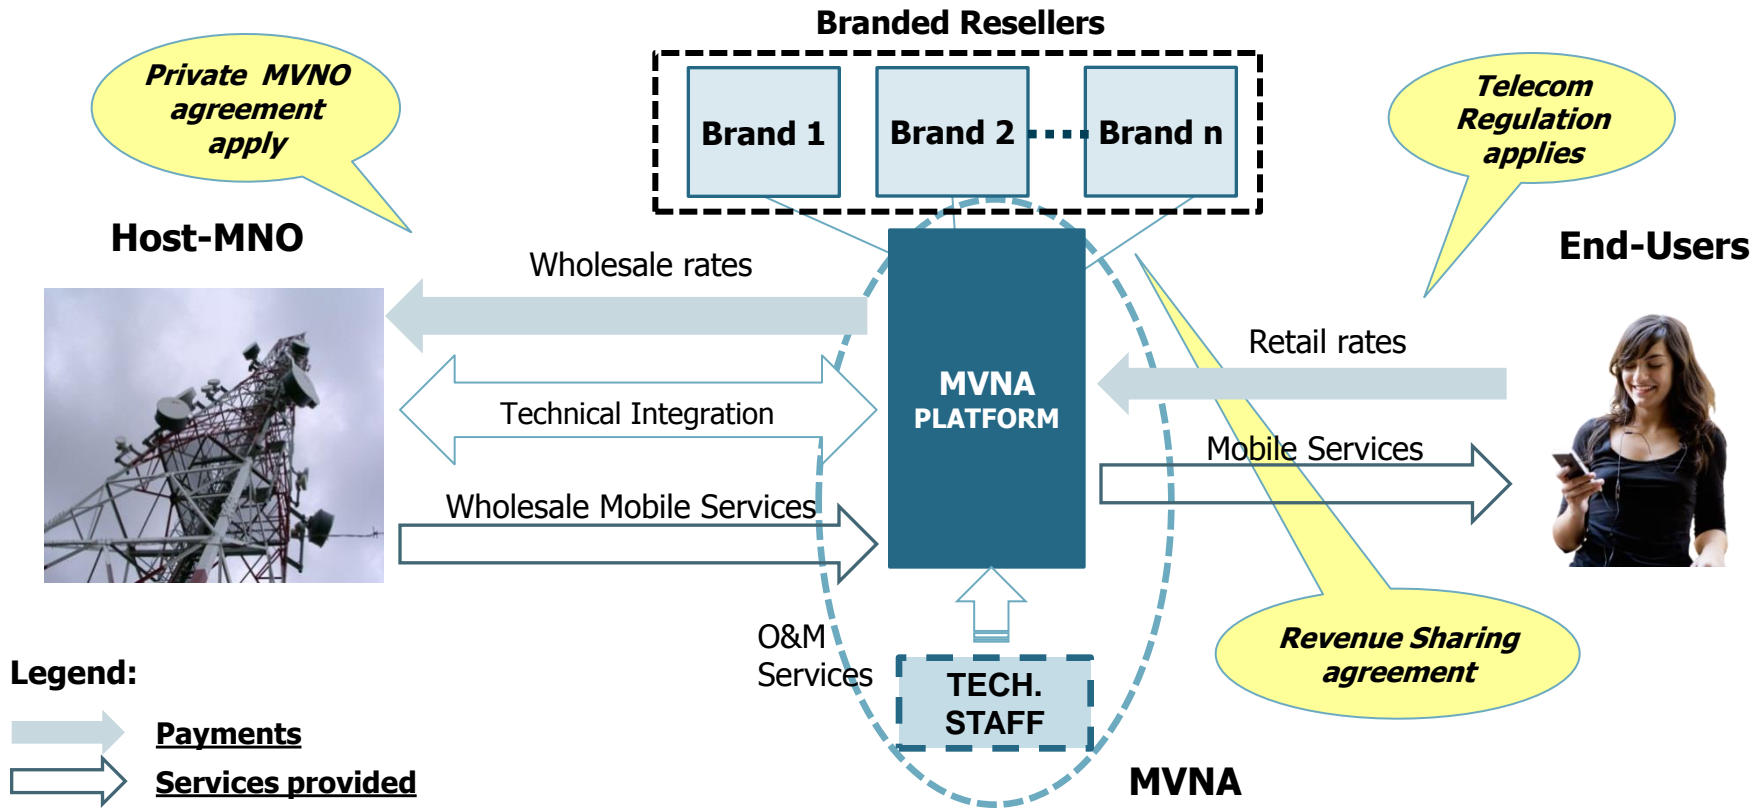 Branded Resellers
Private MVNO
agreement
apply
Brand 1
Brand 2
Brand n
Telecom
Regulation
applies
Host-MNO
End-Users
Wholesale rates
Retail rates
MVNA
PLATFORM
Technical Integration
Mobile Services
Wholesale Mobile Services
O&M
Services
TECH.
STAFF
Revenue Sharing
agreement
MVNA
Legend:
Payments
Services provided